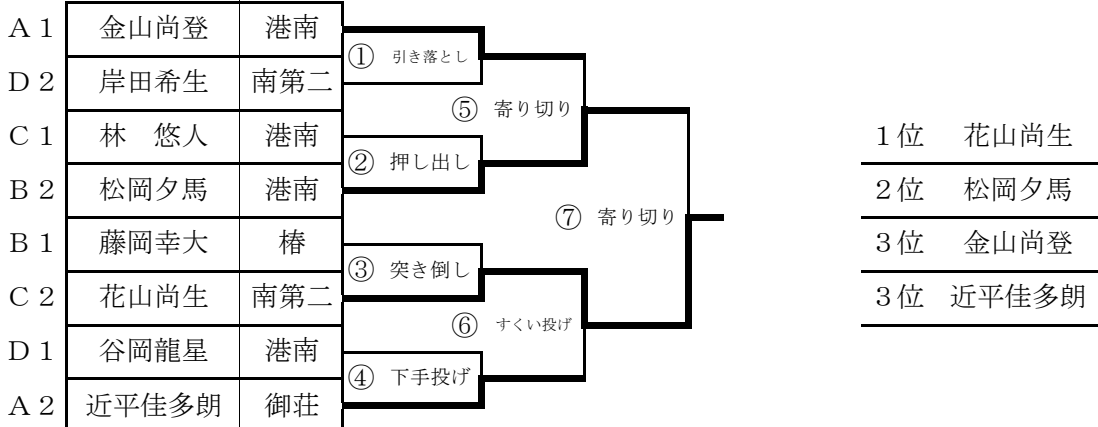 A1 金山尚登 港南
① 引き落とし
D2 岸田希生 南第二
⑤ 寄り切り
C1 林 悠人 港南
1位 花山尚生
② 押し出し
B2 松岡夕馬 港南
2位 松岡夕馬
⑦ 寄り切り
B1 藤岡幸大 椿
3位 金山尚登
③ 突き倒し
C2 花山尚生 南第二
3位 近平佳多朗
⑥ すくい投げ
D1 谷岡龍星 港南
④ 下手投げ
A2 近平佳多朗 御荘